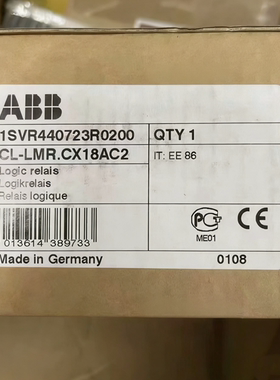 ABB
1SVR440723R0200
QTY 1
CL-LMR.CX18AC2
IT: EE 86
Logic relais
Logikrelais
Relais logique
ME01
013614 389733
Made in Germany
0108